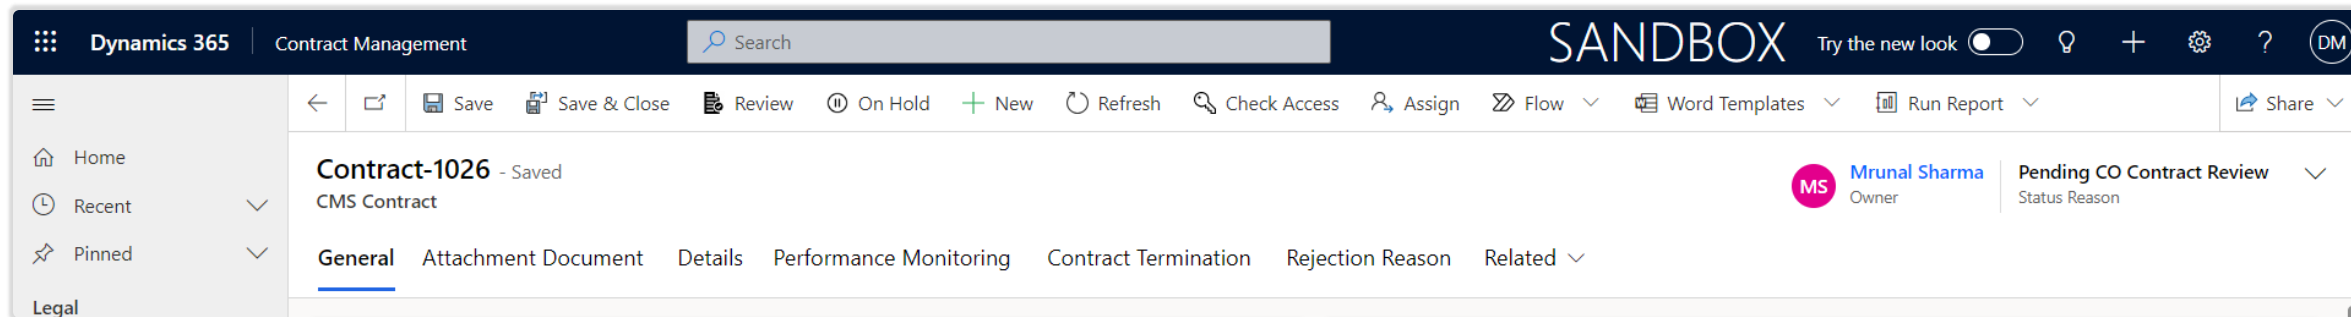 Dynamics 365 Contract Management Search SANDBOX Try the new look ? DM
Save Save & Close Review On Hold New Refresh Check Access Assign Flow Word Templates Run Report Share
Home
Recent
Pinned
Legal
Contract-1026 - Saved
CMS Contract
MS Mrunal Sharma
Owner
Pending CO Contract Review
Status Reason
General Attachment Document Details Performance Monitoring Contract Termination Rejection Reason Related